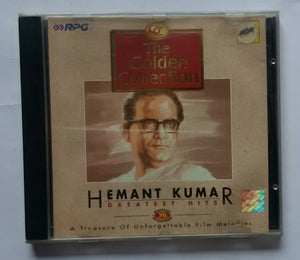 RPG
The
Golden
Collection
HEMANT KUMAR
GREATEST HITS
A Treasure Of Unforgettable Film Melodies